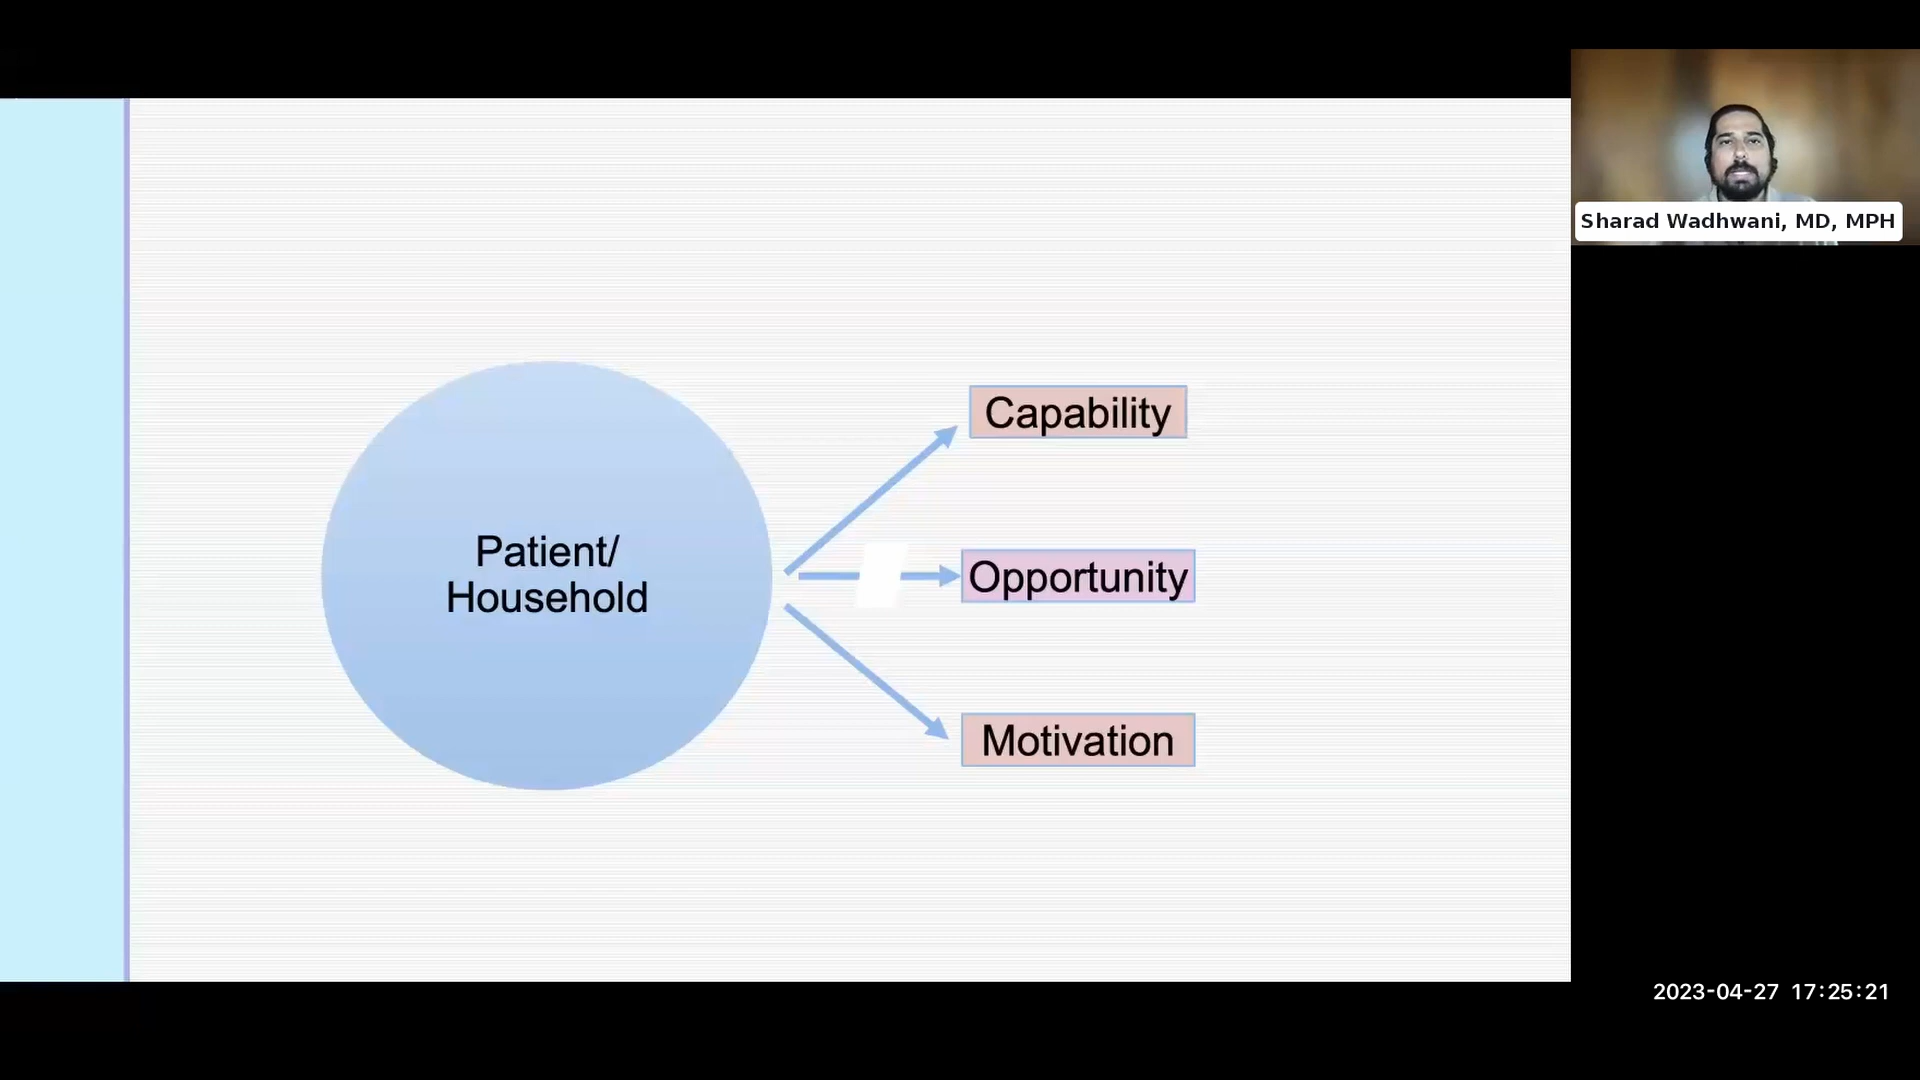 Sharad Wadhwani, MD, MPH
Capability
Patient/
Household
Opportunity
Motivation
2023-04-27 17:25:21